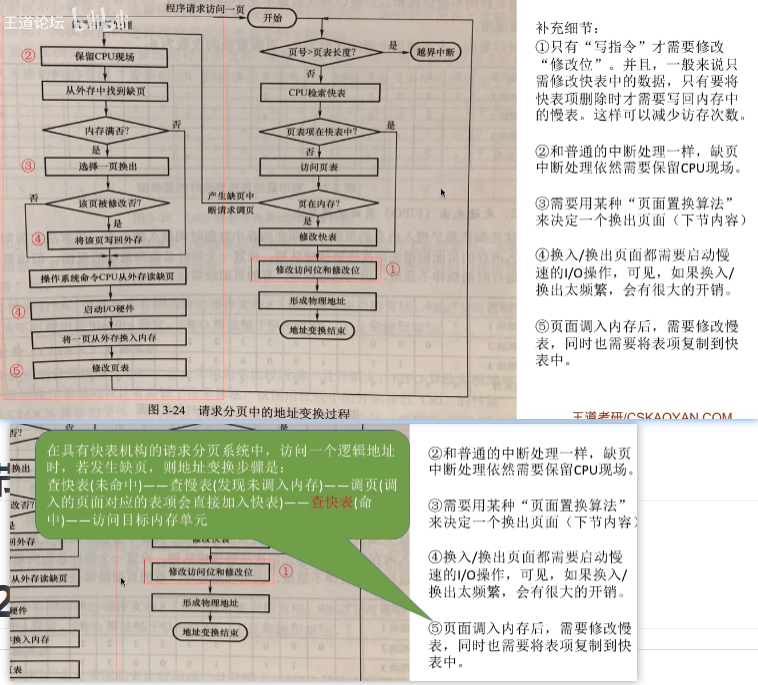 王道论坛
程序请求访问一页
开始
②
保留CPU现场
从外存中找到缺页
内存满否?
否
是
③
选择一页换出
否
该页被修改否?
是
④
将该页写回外存
操作系统命令CPU从外存读缺页
④
启动I/O硬件
将一页从外存换入内存
⑤
修改页表
页号>页表长度?
是
越界中断
否
CPU检索快表
页表项在快表中?
是
否
访问页表
产生缺页中
断请求调页
否
页在内存?
是
修改快表
修改访问位和修改位
①
形成物理地址
地址变换结束
图 3-24 请求分页中的地址变换过程
补充细节:
①只有“写指令”才需要修改
“修改位”。并且,一般来说只
需修改快表中的数据,只有要将
快表项删除时才需要写回内存中
的慢表。这样可以减少访存次数。
②和普通的中断处理一样,缺页
中断处理依然需要保留CPU现场。
③需要用某种“页面置换算法”
来决定一个换出页面(下节内容)
④换入/换出页面都需要启动慢
速的I/O操作,可见,如果换入/
换出太频繁,会有很大的开销。
⑤页面调入内存后,需要修改慢
表,同时也需要将表项复制到快
表中。
王道考研/CSKAOYAN.COM
在具有快表机构的请求分页系统中,访问一个逻辑地址
时,若发生缺页,则地址变换步骤是:
查快表(未命中)——查慢表(发现未调入内存)——调页(调
入的页面对应的表项会直接加入快表)——查快表(命
中)——访问目标内存单元
否?
换出
改否?
回外存
从外存读缺页
硬件
换入内存
表
修改访问位和修改位
①
形成物理地址
地址变换结束
②和普通的中断处理一样,缺页
中断处理依然需要保留CPU现场。
③需要用某种“页面置换算法”
来决定一个换出页面(下节内容)
④换入/换出页面都需要启动慢
速的I/O操作,可见,如果换入/
换出太频繁,会有很大的开销。
⑤页面调入内存后,需要修改慢
表,同时也需要将表项复制到快
表中。